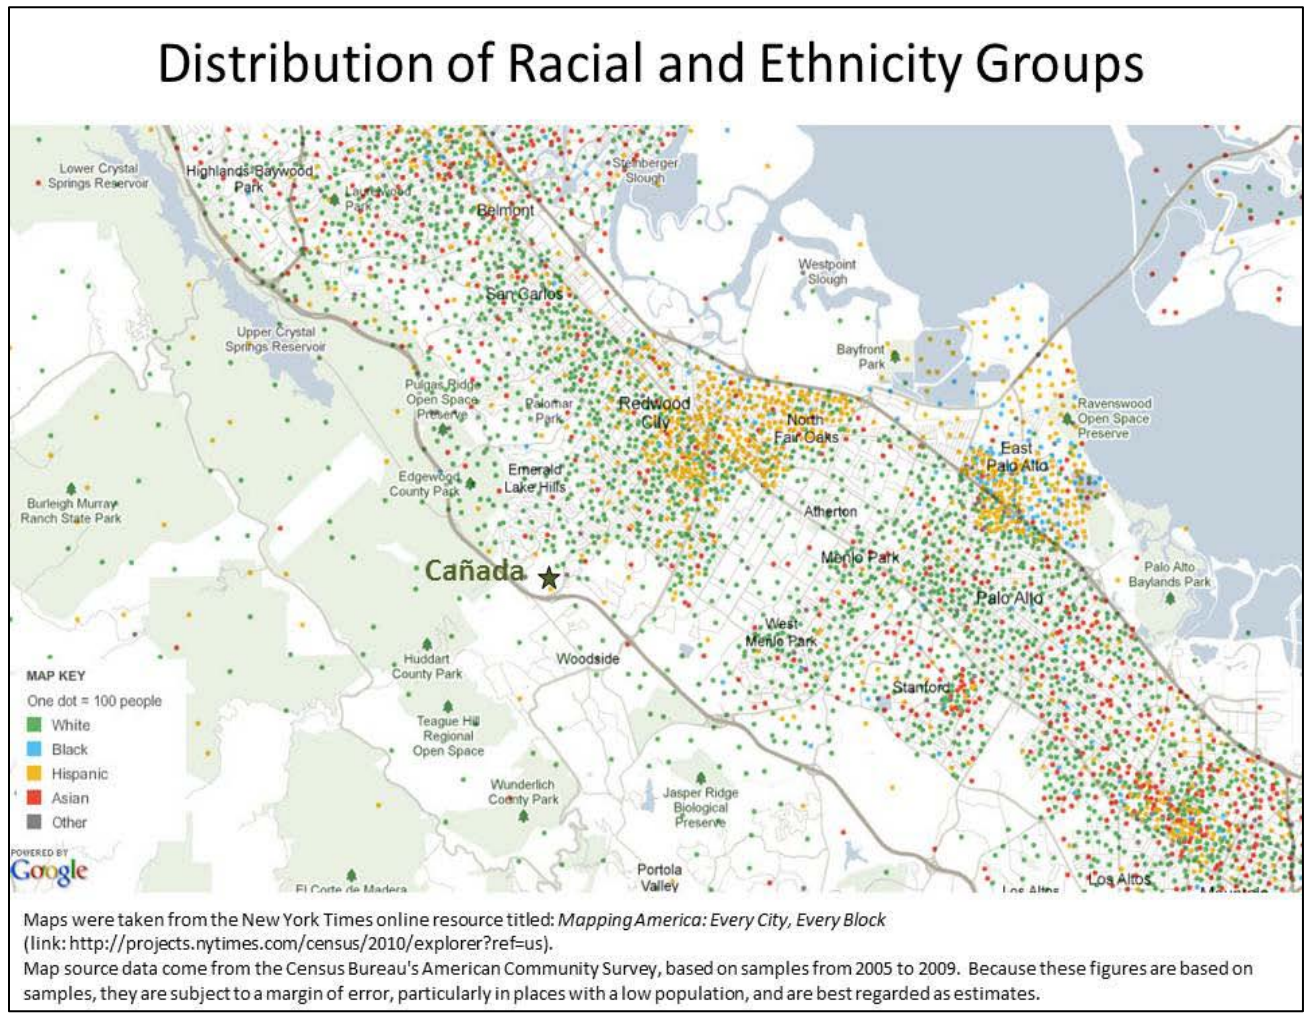 Distribution of Racial and Ethnicity Groups
Lower Crystal
Springs Reservoir
Highlands-Baywood
Park
Laurelwood
Park
Steinberger
Slough
Belmont
Westpoint
Slough
San Carlos
Upper Crystal
Springs Reservoir
Bayfront
Park
Pulgas Ridge
Open Space
Preserve
Palomar
Park
Redwood
City
North
Fair Oaks
Ravenswood
Open Space
Preserve
East
Palo Alto
Edgewood
County Park
Emerald
Lake Hills
Burleigh Murray
Ranch State Park
Atherton
Menlo Park
Cañada
Palo Alto
Baylands Park
Palo Alto
West
Menlo Park
Huddart
County Park
Woodside
Stanford
MAP KEY
One dot = 100 people
White
Black
Hispanic
Asian
Other
Teague Hill
Regional
Open Space
Wunderlich
County Park
Jasper Ridge
Biological
Preserve
POWERED BY
Google
El Corte de Madera
Portola
Valley
Los Altos
Los Altos
Mountain
Maps were taken from the New York Times online resource titled: Mapping America: Every City, Every Block
(link: http://projects.nytimes.com/census/2010/explorer?ref=us).
Map source data come from the Census Bureau's American Community Survey, based on samples from 2005 to 2009. Because these figures are based on
samples, they are subject to a margin of error, particularly in places with a low population, and are best regarded as estimates.